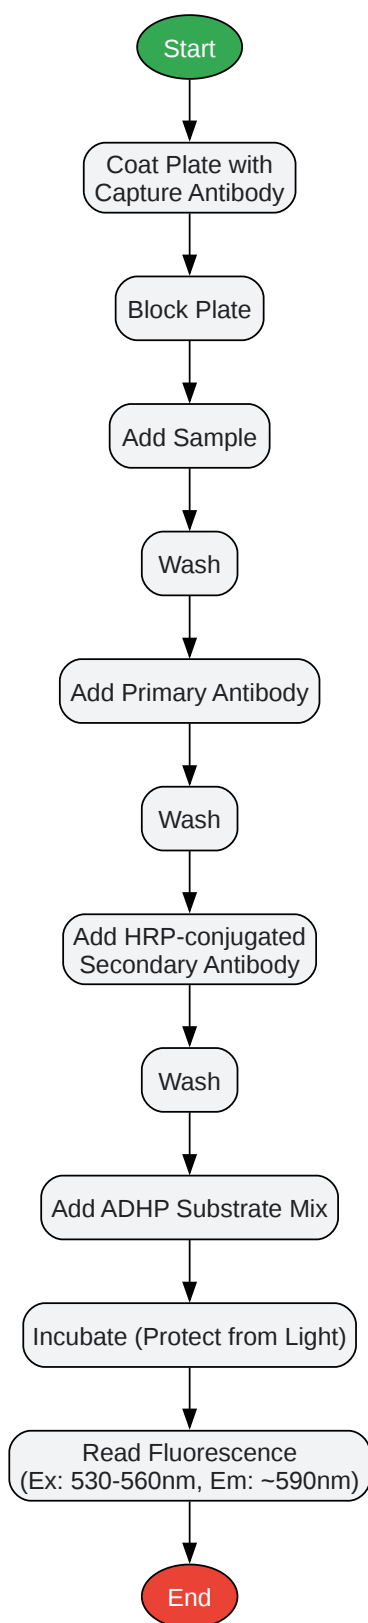 Start
Coat Plate with
Capture Antibody
Block Plate
Add Sample
Wash
Add Primary Antibody
Wash
Add HRP-conjugated
Secondary Antibody
Wash
Add ADHP Substrate Mix
Incubate (Protect from Light)
Read Fluorescence
(Ex: 530-560nm, Em: ~590nm)
End